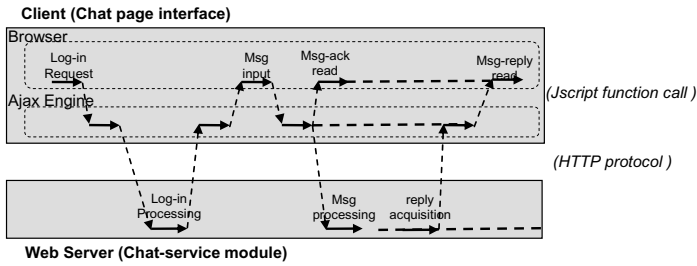 Client (Chat page interface)
Browser
Log-in
Request
Msg
input
Msg-ack
read
Msg-reply
read
(Jscript function call )
Ajax Engine
(HTTP protocol )
Log-in
Processing
Msg
processing
reply
acquisition
Web Server (Chat-service module)